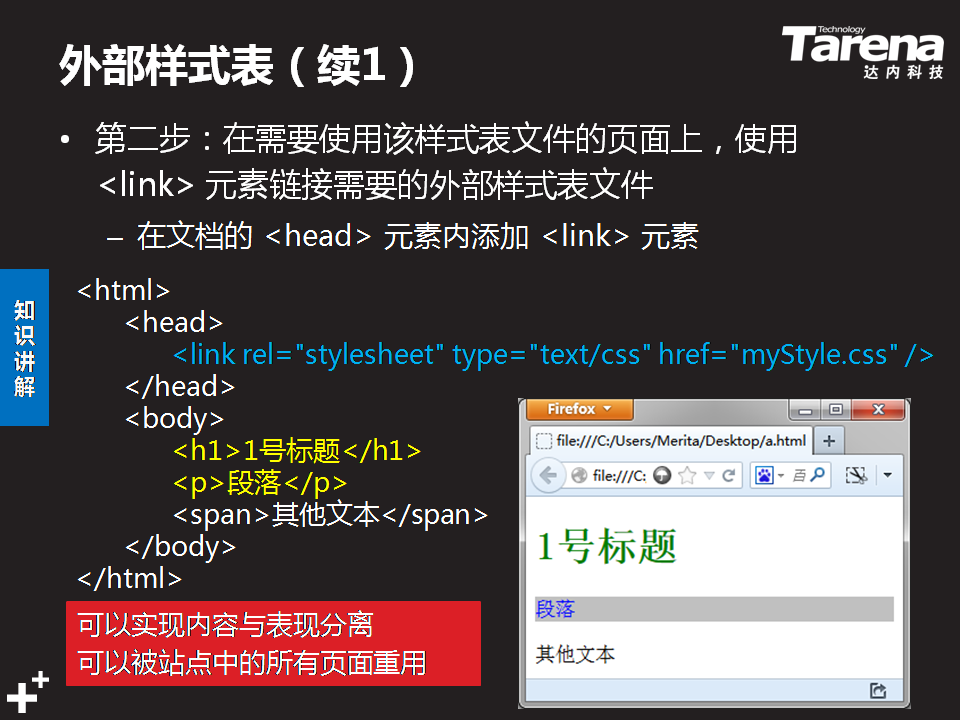 外部样式表（续1）
Technology
Tarena
达内科技
• 第二步：在需要使用该样式表文件的页面上，使用
<link> 元素链接需要的外部样式表文件
– 在文档的 <head> 元素内添加 <link> 元素
知识讲解
<html>
<head>
<link rel="stylesheet" type="text/css" href="myStyle.css" />
</head>
<body>
<h1>1号标题</h1>
<p>段落</p>
<span>其他文本</span>
</body>
</html>
可以实现内容与表现分离
可以被站点中的所有页面重用
Firefox
file:///C:/Users/Merita/Desktop/a.html
file:///C:
百
1号标题
段落
其他文本